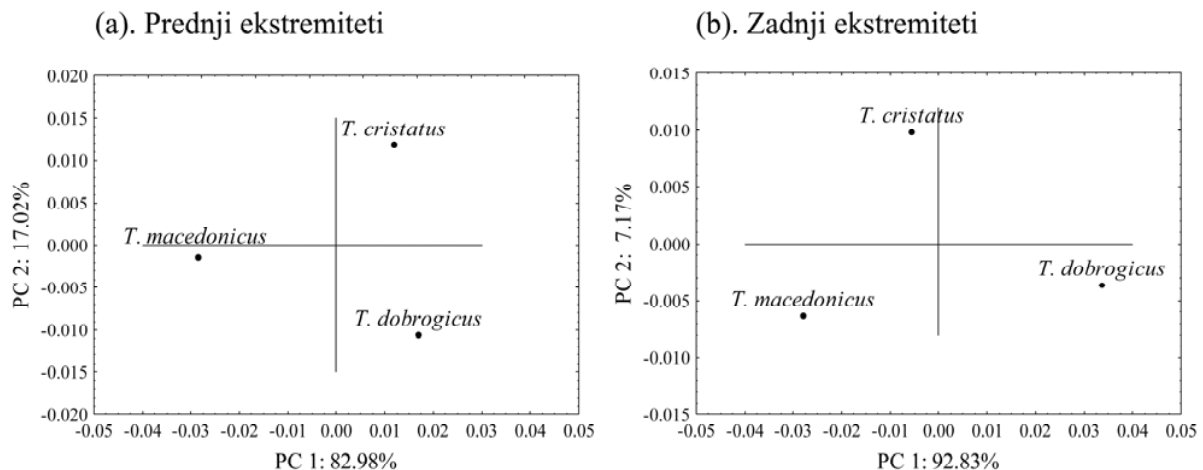 (a). Prednji ekstremiteti
0.020
0.015
0.010
0.005
0.000
-0.005
-0.010
-0.015
-0.020
PC 2: 17.02%
T. cristatus
T. macedonicus
T. dobrogicus
-0.05 -0.04 -0.03 -0.02 -0.01 0.00 0.01 0.02 0.03 0.04 0.05
PC 1: 82.98%
(b). Zadnji ekstremiteti
0.015
0.010
0.005
0.000
-0.005
-0.010
-0.015
PC 2: 7.17%
T. cristatus
T. dobrogicus
T. macedonicus
-0.05 -0.04 -0.03 -0.02 -0.01 0.00 0.01 0.02 0.03 0.04 0.05
PC 1: 92.83%